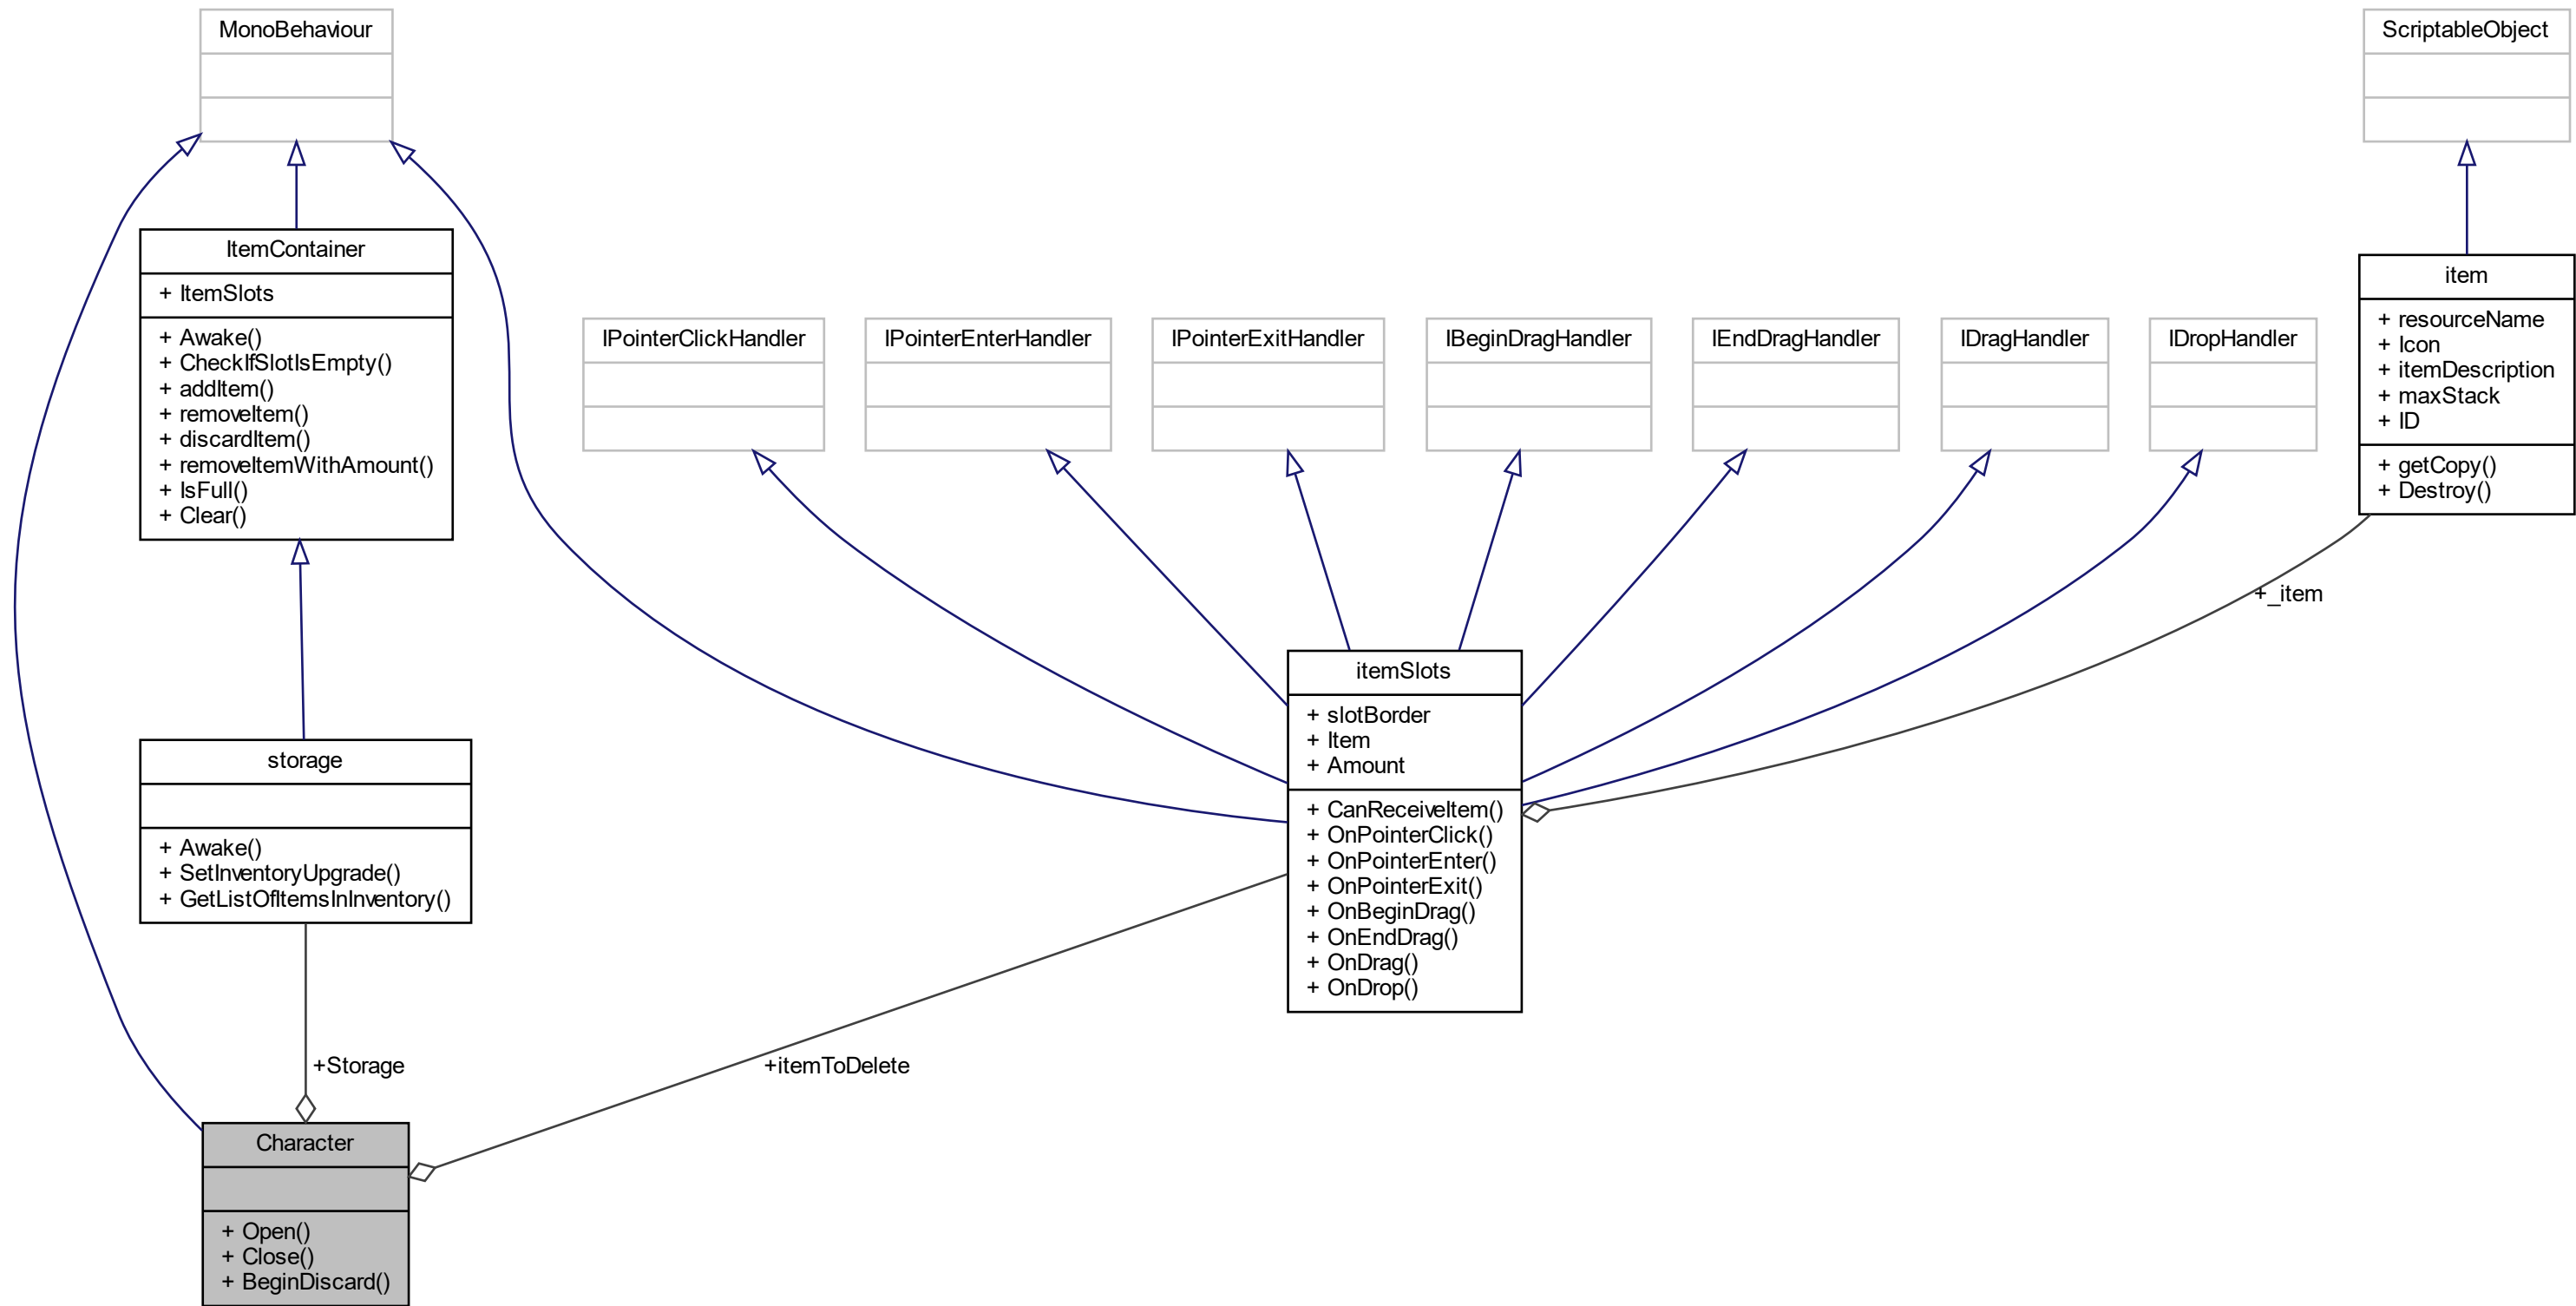 MonoBehaviour
ScriptableObject
ItemContainer
+ ItemSlots
+ Awake()
+ CheckIfSlotIsEmpty()
+ addItem()
+ removeItem()
+ discardItem()
+ removeItemWithAmount()
+ IsFull()
+ Clear()
item
+ resourceName
+ Icon
+ itemDescription
+ maxStack
+ ID
+ getCopy()
+ Destroy()
IPointerClickHandler
IPointerEnterHandler
IPointerExitHandler
IBeginDragHandler
IEndDragHandler
IDragHandler
IDropHandler
+_item
itemSlots
+ slotBorder
+ Item
+ Amount
+ CanReceiveItem()
+ OnPointerClick()
+ OnPointerEnter()
+ OnPointerExit()
+ OnBeginDrag()
+ OnEndDrag()
+ OnDrag()
+ OnDrop()
storage
+ Awake()
+ SetInventoryUpgrade()
+ GetListOfItemsInInventory()
+Storage
+itemToDelete
Character
+ Open()
+ Close()
+ BeginDiscard()